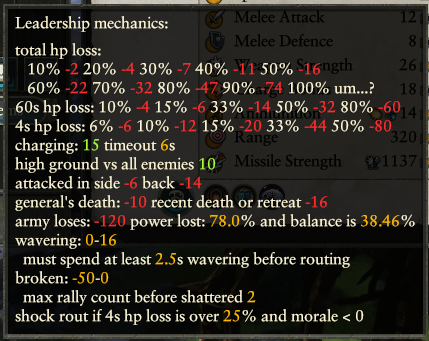 Leadership mechanics:
total hp loss:
10% -2 20% -4 30% -7 40% -11 50% -16
60% -22 70% -32 80% -47 90% -74 100% um...?
60s hp loss: 10% -4 15% -6 33% -14 50% -32 80% -60
4s hp loss: 6% -6 10% -12 15% -20 33% -44 50% -80
charging: 15 timeout 6s
high ground vs all enemies 10
attacked in side -6 back -14
general's death: -10 recent death or retreat -16
army loses: -120 power lost: 78.0% and balance is 38.46%
wavering: 0-16
must spend at least 2.5s wavering before routing
broken: -50-0
max rally count before shattered 2
shock rout if 4s hp loss is over 25% and morale < 0
Melee Attack 12
Melee Defence 8
Strength 26
18
14
Range 320
Missile Strength 1137